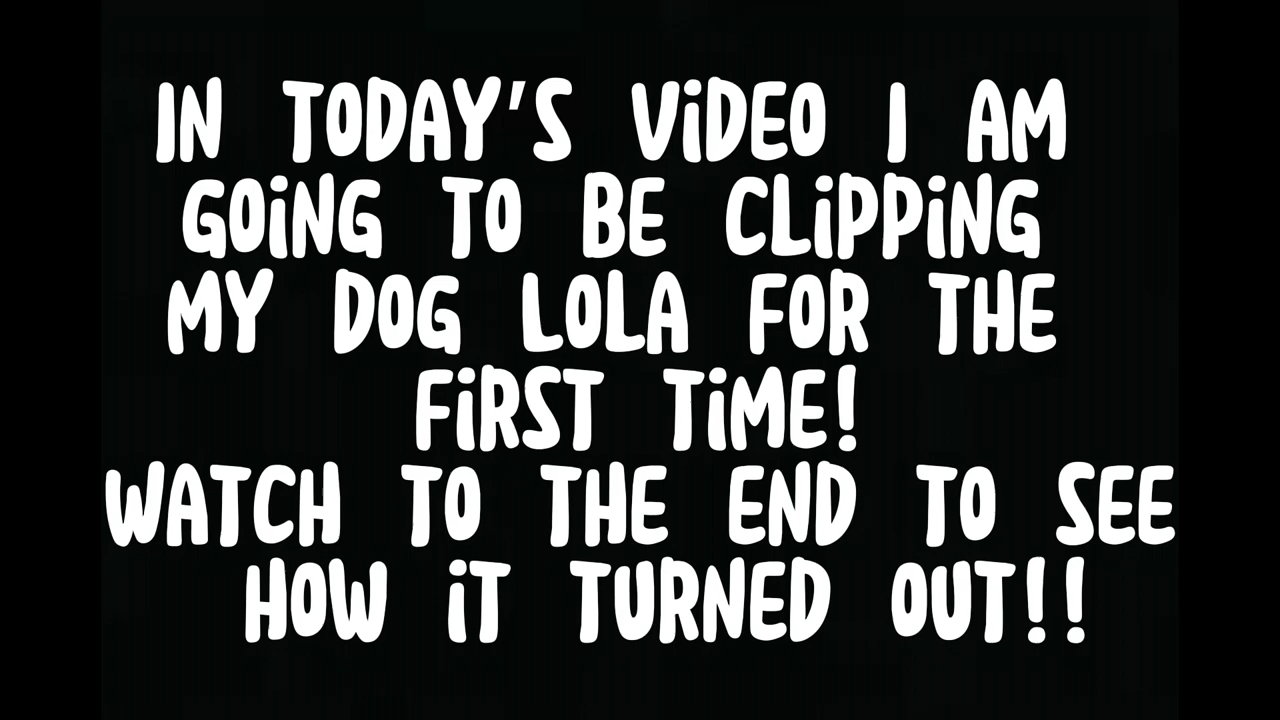 IN TODAY'S ViDEO I AM
GOiNG TO BE CLiPPiNG
MY DOG LOLA FOR THE
FiRST TiME!
WATCH TO THE END TO SEE
HOW iT TURNED OUT!!